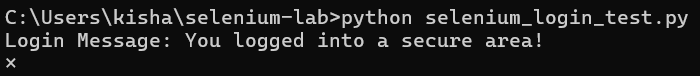 C:\Users\kisha\selenium-lab>python selenium_login_test.py
Login Message: You logged into a secure area!
×